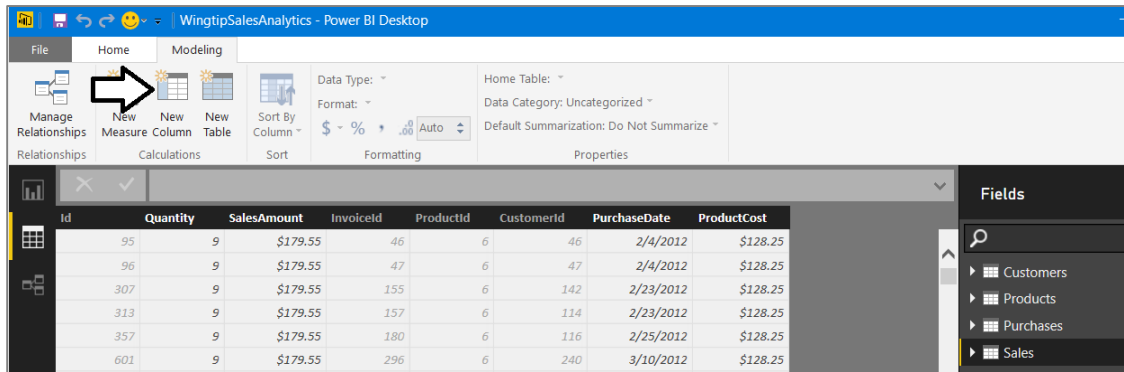 WingtipSalesAnalytics - Power BI Desktop
File Home Modeling
Manage Relationships
New Measure
New Column
New Table
Sort By Column
Data Type:
Format:
$ % , .00 Auto
Home Table:
Data Category: Uncategorized
Default Summarization: Do Not Summarize
Relationships Calculations Sort Formatting Properties
Fields
Id Quantity SalesAmount InvoiceId ProductId CustomerId PurchaseDate ProductCost
95 9 $179.55 46 6 46 2/4/2012 $128.25
96 9 $179.55 47 6 47 2/4/2012 $128.25
307 9 $179.55 155 6 142 2/23/2012 $128.25
313 9 $179.55 157 6 114 2/23/2012 $128.25
357 9 $179.55 180 6 116 2/25/2012 $128.25
601 9 $179.55 296 6 240 3/10/2012 $128.25
Customers
Products
Purchases
Sales